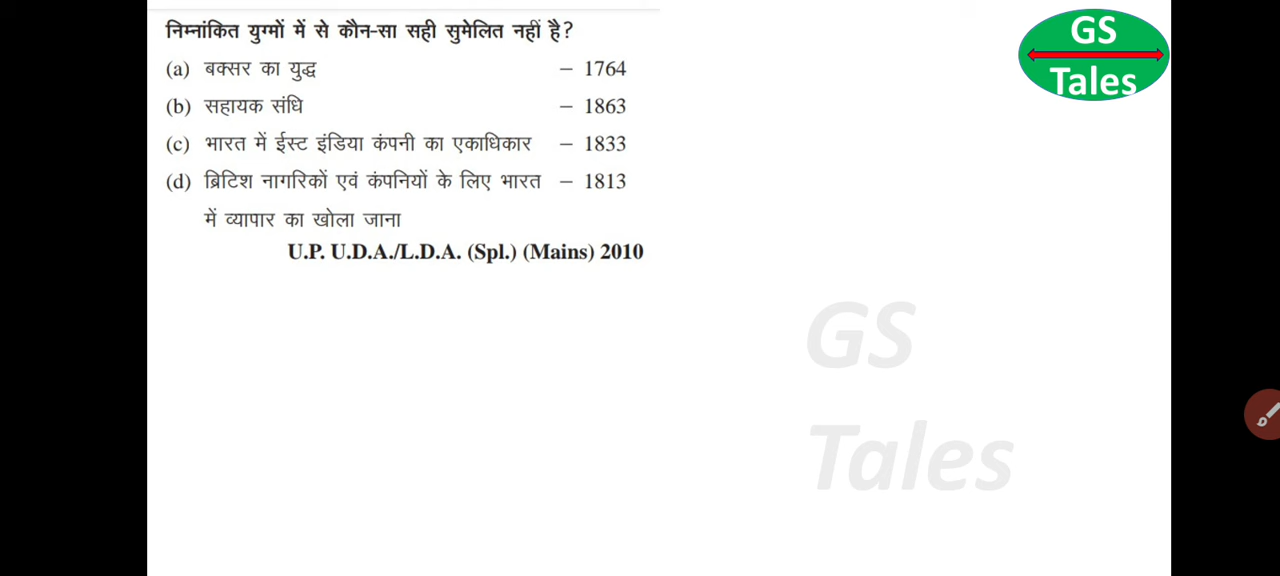 निम्नांकित युग्मों में से कौन-सा सही सुमेलित नहीं है?
(a) बक्सर का युद्ध – 1764
(b) सहायक संधि – 1863
(c) भारत में ईस्ट इंडिया कंपनी का एकाधिकार – 1833
(d) ब्रिटिश नागरिकों एवं कंपनियों के लिए भारत – 1813
में व्यापार का खोला जाना
U.P. U.D.A./L.D.A. (Spl.) (Mains) 2010
GS
Tales
GS
Tales